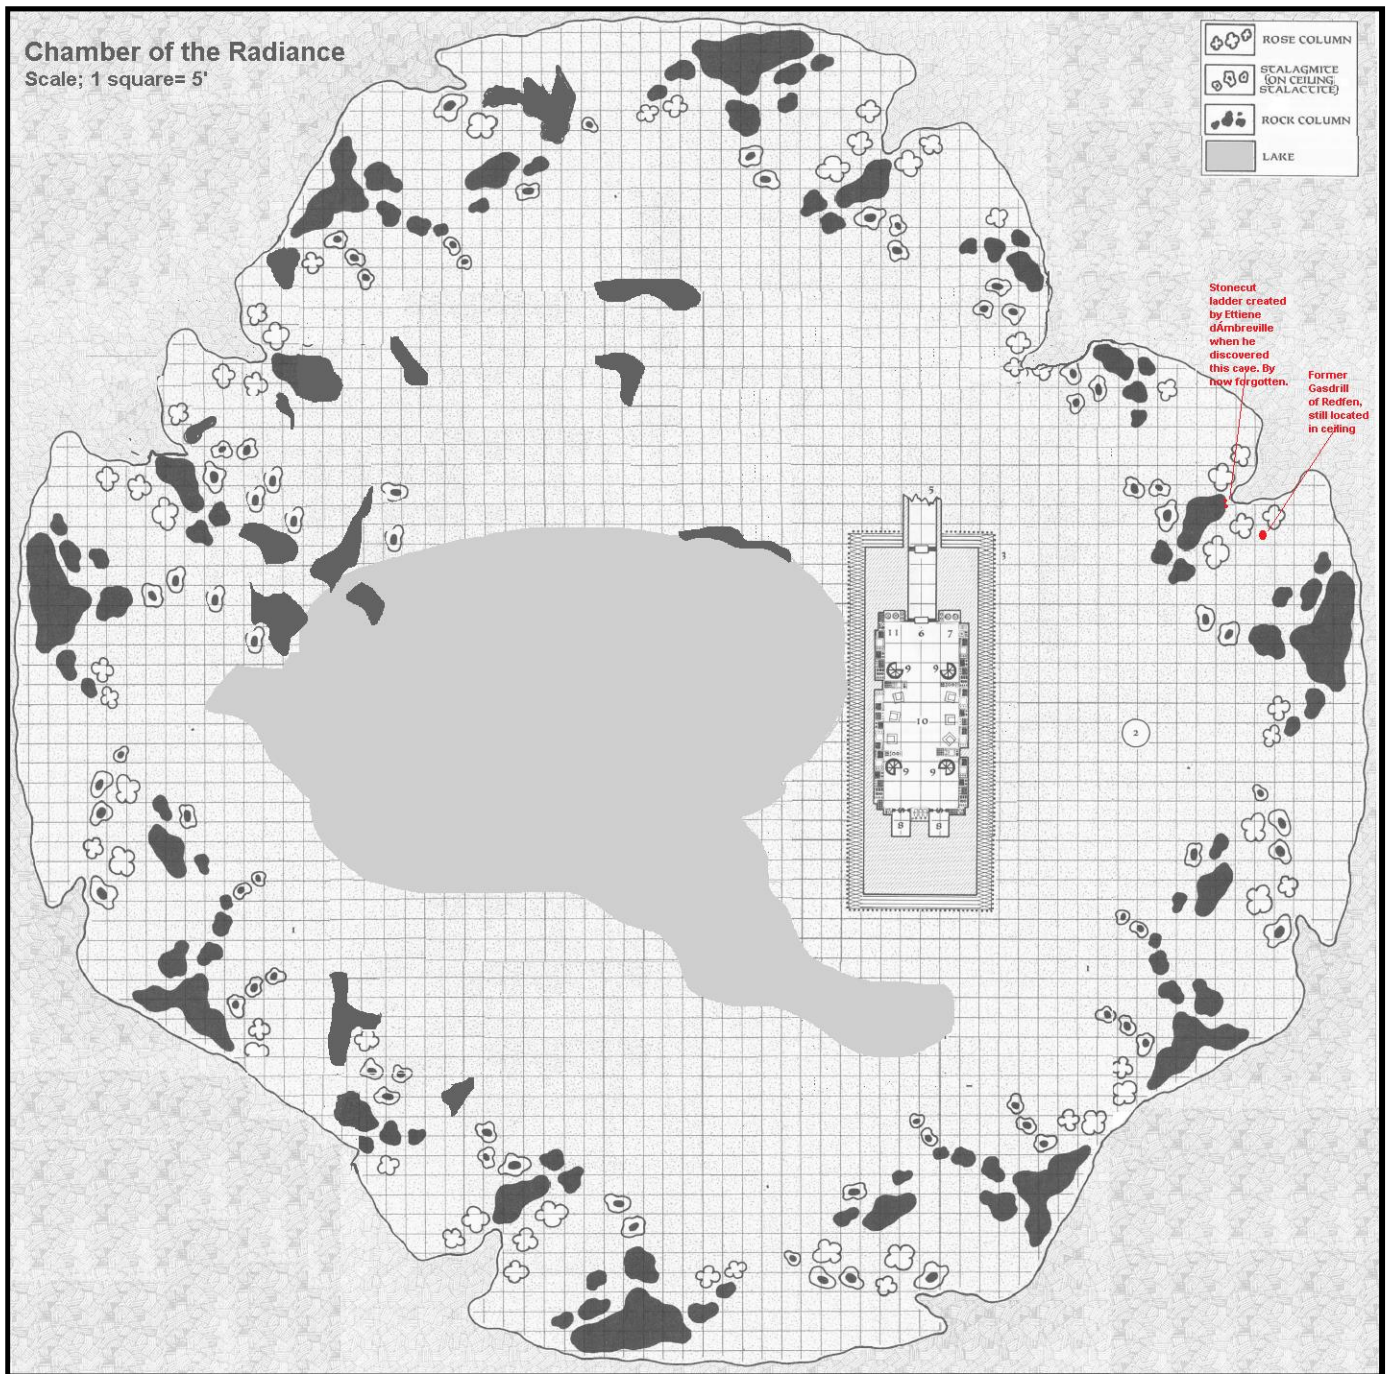 Chamber of the Radiance
Scale; 1 square= 5'
ROSE COLUMN
STALAGMITE
(ON CEILING
STALACTITE)
ROCK COLUMN
LAKE
Stonecut
ladder created
by Ettiene
dÁmbreville
when he
discovered
this cave. By
now forgotten.
Former
Gasdrill
of Redfen,
still located
in ceiling
5
3
11 6 7
9 9
10
2
9 9
8 8
1
1